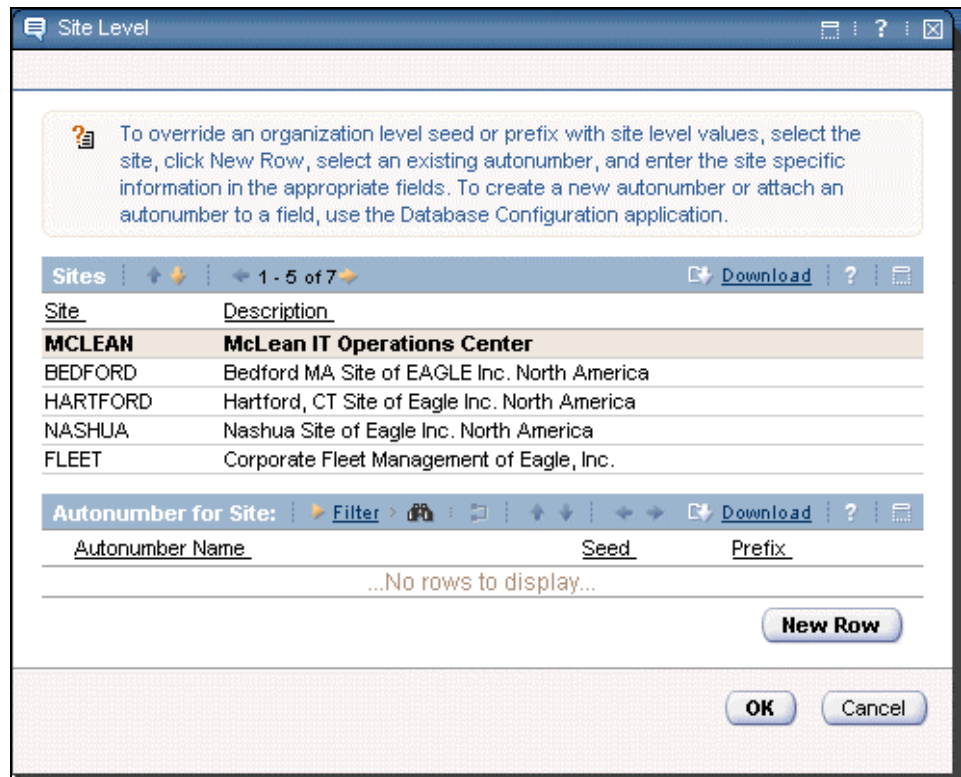 Site Level ?
To override an organization level seed or prefix with site level values, select the
site, click New Row, select an existing autonumber, and enter the site specific
information in the appropriate fields. To create a new autonumber or attach an
autonumber to a field, use the Database Configuration application.
Sites 1 - 5 of 7 Download ?
Site Description
MCLEAN McLean IT Operations Center
BEDFORD Bedford MA Site of EAGLE Inc. North America
HARTFORD Hartford, CT Site of Eagle Inc. North America
NASHUA Nashua Site of Eagle Inc. North America
FLEET Corporate Fleet Management of Eagle, Inc.
Autonumber for Site: Filter > Download ?
Autonumber Name Seed Prefix
...No rows to display...
New Row
OK Cancel